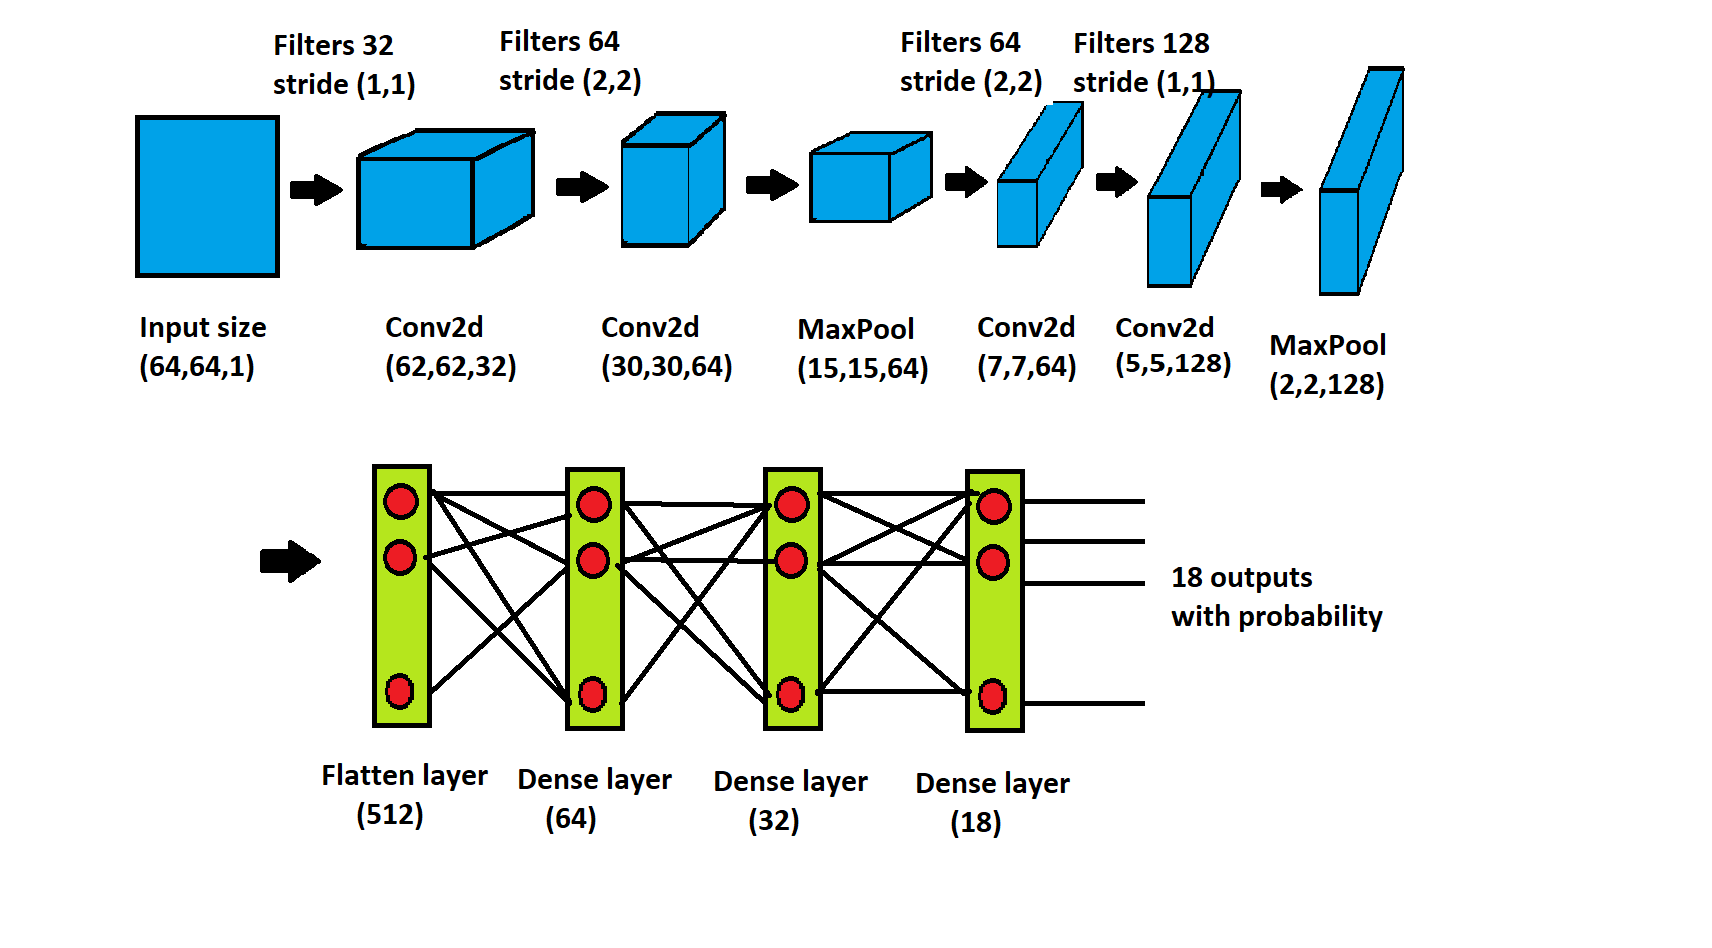 Filters 32
stride (1,1)
Filters 64
stride (2,2)
Filters 64
stride (2,2)
Filters 128
stride (1,1)
Input size
(64,64,1)
Conv2d
(62,62,32)
Conv2d
(30,30,64)
MaxPool
(15,15,64)
Conv2d
(7,7,64)
Conv2d
(5,5,128)
MaxPool
(2,2,128)
18 outputs
with probability
Flatten layer
(512)
Dense layer
(64)
Dense layer
(32)
Dense layer
(18)